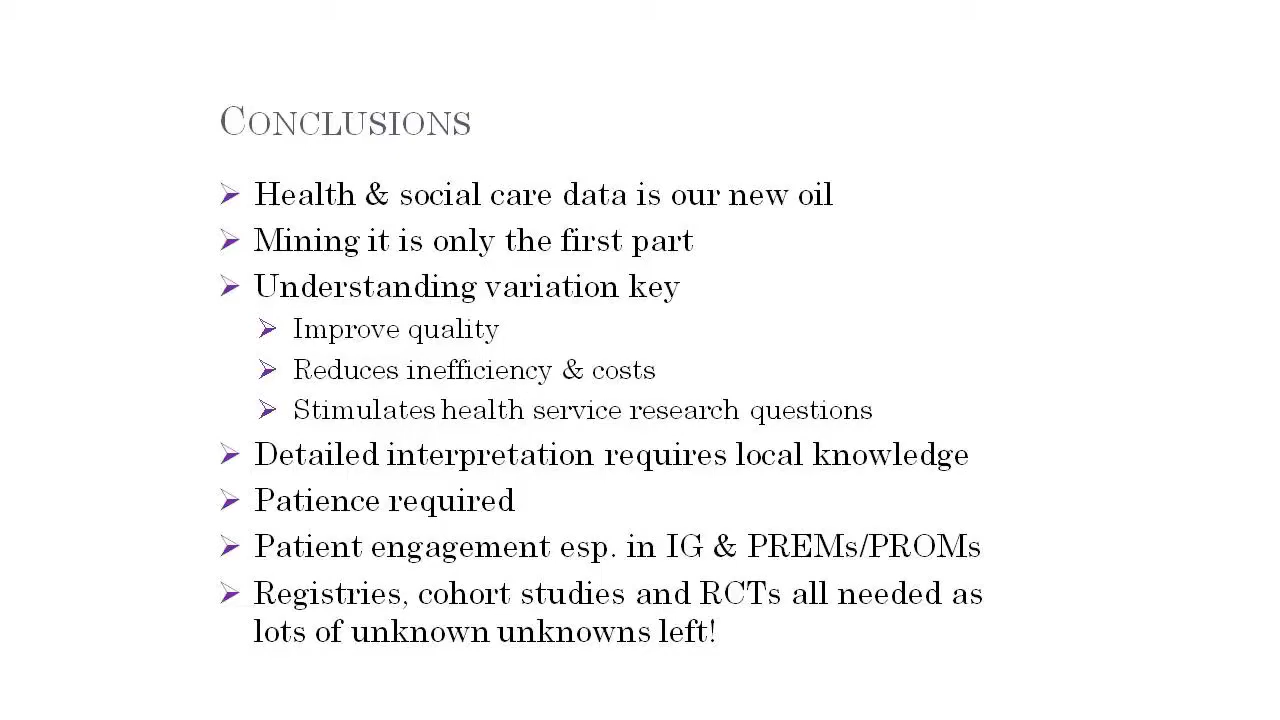 CONCLUSIONS
Health & social care data is our new oil
Mining it is only the first part
Understanding variation key
Improve quality
Reduces inefficiency & costs
Stimulates health service research questions
Detailed interpretation requires local knowledge
Patience required
Patient engagement esp. in IG & PREMs/PROMs
Registries, cohort studies and RCTs all needed as
lots of unknown unknowns left!